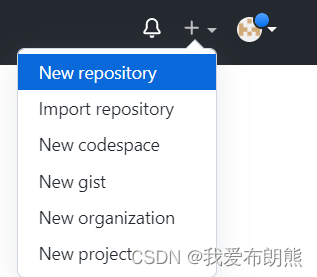 New repository
Import repository
New codespace
New gist
New organization
New project
CSDN @我爱布朗熊